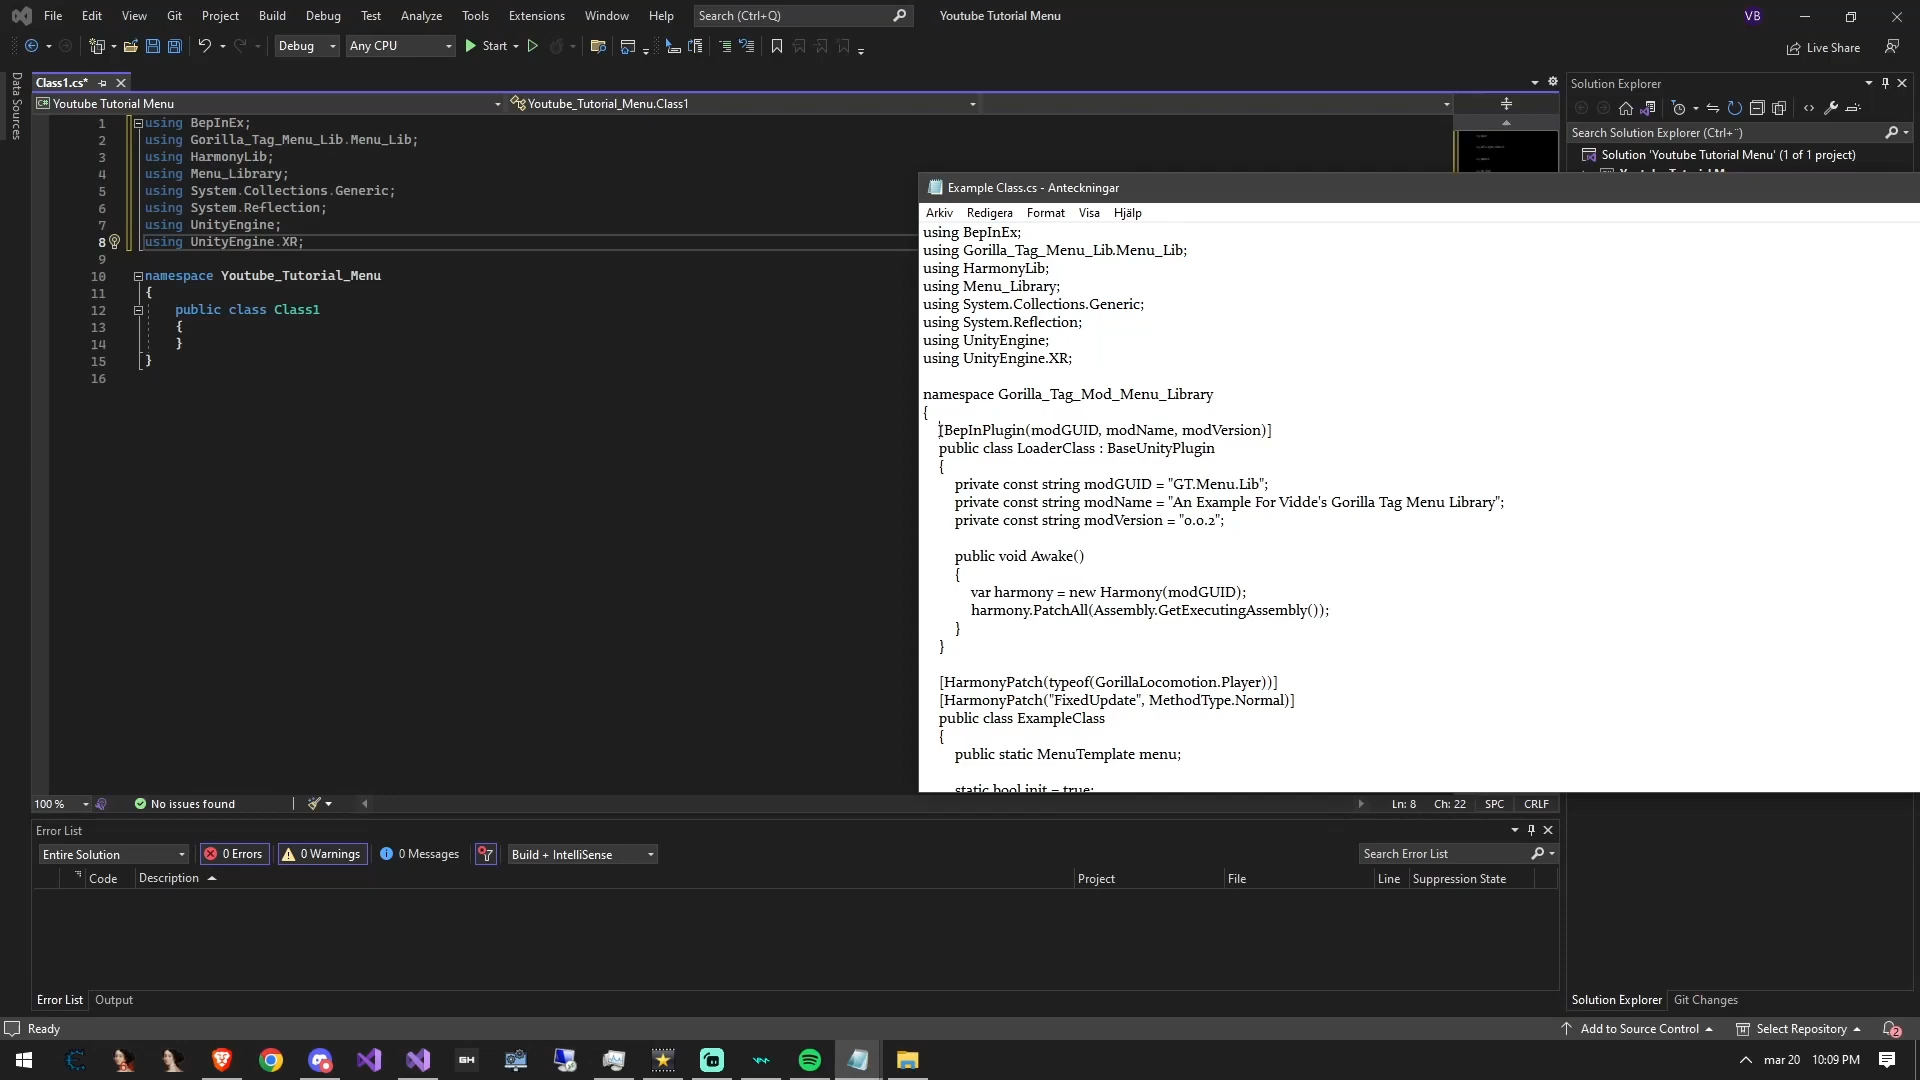 File Edit View Git Project Build Debug Test Analyze Tools Extensions Window Help Search (Ctrl+Q) Youtube Tutorial Menu VB
Debug Any CPU Start Live Share
Data Sources
Class1.cs*
Youtube Tutorial Menu Youtube_Tutorial_Menu.Class1
1 using BepInEx;
2 using Gorilla_Tag_Menu_Lib.Menu_Lib;
3 using HarmonyLib;
4 using Menu_Library;
5 using System.Collections.Generic;
6 using System.Reflection;
7 using UnityEngine;
8 using UnityEngine.XR;
9
10 namespace Youtube_Tutorial_Menu
11 {
12 public class Class1
13 {
14 }
15 }
16
Solution Explorer
Search Solution Explorer (Ctrl+¨)
Solution 'Youtube Tutorial Menu' (1 of 1 project)
Example Class.cs - Anteckningar
Arkiv Redigera Format Visa Hjälp
using BepInEx;
using Gorilla_Tag_Menu_Lib.Menu_Lib;
using HarmonyLib;
using Menu_Library;
using System.Collections.Generic;
using System.Reflection;
using UnityEngine;
using UnityEngine.XR;
namespace Gorilla_Tag_Mod_Menu_Library
{
[BepInPlugin(modGUID, modName, modVersion)]
public class LoaderClass : BaseUnityPlugin
{
private const string modGUID = "GT.Menu.Lib";
private const string modName = "An Example For Vidde's Gorilla Tag Menu Library";
private const string modVersion = "0.0.2";
public void Awake()
{
var harmony = new Harmony(modGUID);
harmony.PatchAll(Assembly.GetExecutingAssembly());
}
}
[HarmonyPatch(typeof(GorillaLocomotion.Player))]
[HarmonyPatch("FixedUpdate", MethodType.Normal)]
public class ExampleClass
{
public static MenuTemplate menu;
static bool init = true;
100 % No issues found Ln: 8 Ch: 22 SPC CRLF
Error List
Entire Solution 0 Errors 0 Warnings 0 Messages Build + IntelliSense Search Error List
Code Description Project File Line Suppression State
Error List Output
Solution Explorer Git Changes
Ready Add to Source Control Select Repository 2
GH mar 20 10:09 PM